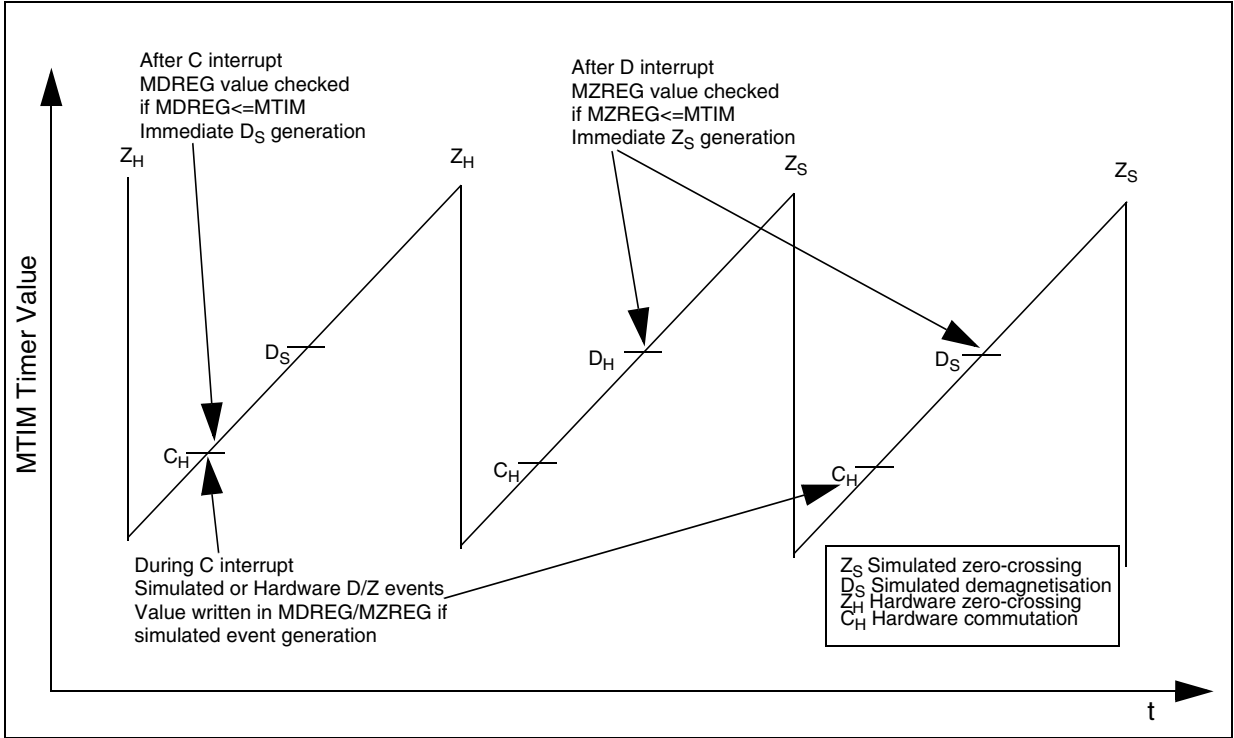 After C interrupt
MDREG value checked
if MDREG<=MTIM
Immediate DS generation
After D interrupt
MZREG value checked
if MZREG<=MTIM
Immediate ZS generation
ZH
ZH
ZS
ZS
MTIM Timer Value
DS
DH
DS
CH
CH
CH
During C interrupt
Simulated or Hardware D/Z events
Value written in MDREG/MZREG if
simulated event generation
ZS Simulated zero-crossing
DS Simulated demagnetisation
ZH Hardware zero-crossing
CH Hardware commutation
t